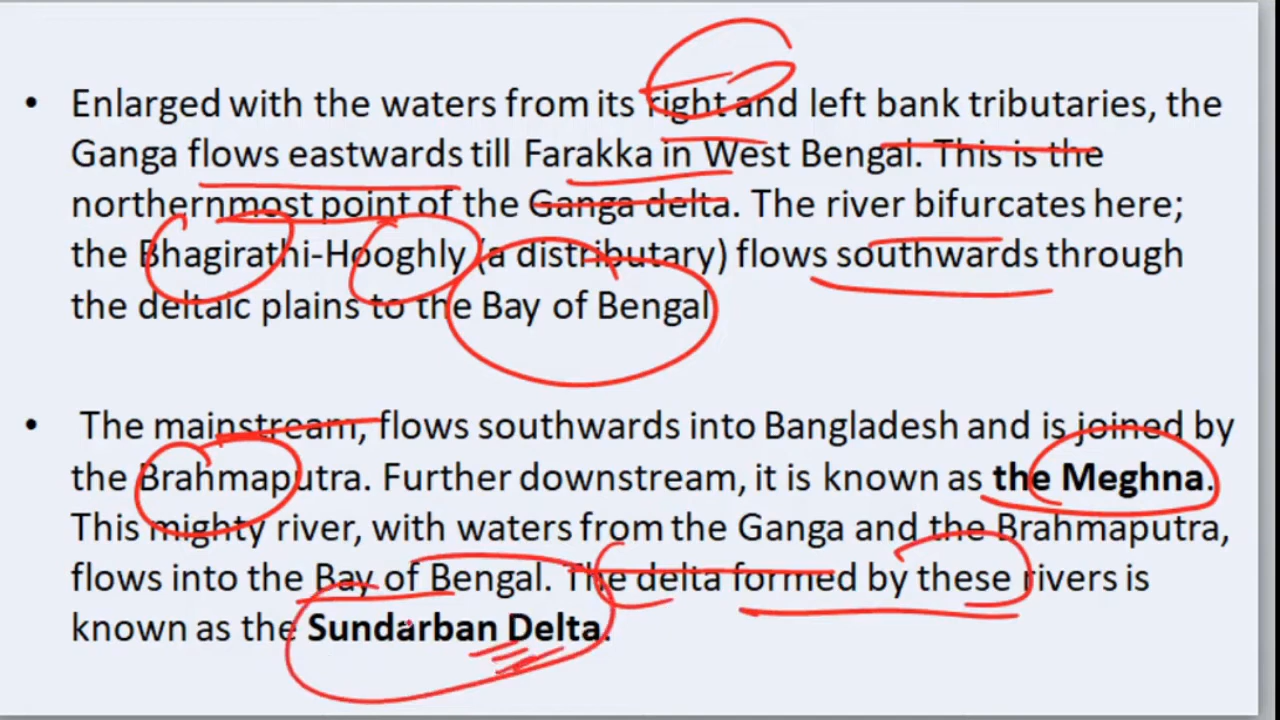 • Enlarged with the waters from its right and left bank tributaries, the
Ganga flows eastwards till Farakka in West Bengal. This is the
northernmost point of the Ganga delta. The river bifurcates here;
the Bhagirathi-Hooghly (a distributary) flows southwards through
the deltaic plains to the Bay of Bengal
• The mainstream, flows southwards into Bangladesh and is joined by
the Brahmaputra. Further downstream, it is known as the Meghna.
This mighty river, with waters from the Ganga and the Brahmaputra,
flows into the Bay of Bengal. The delta formed by these rivers is
known as the Sundarban Delta.